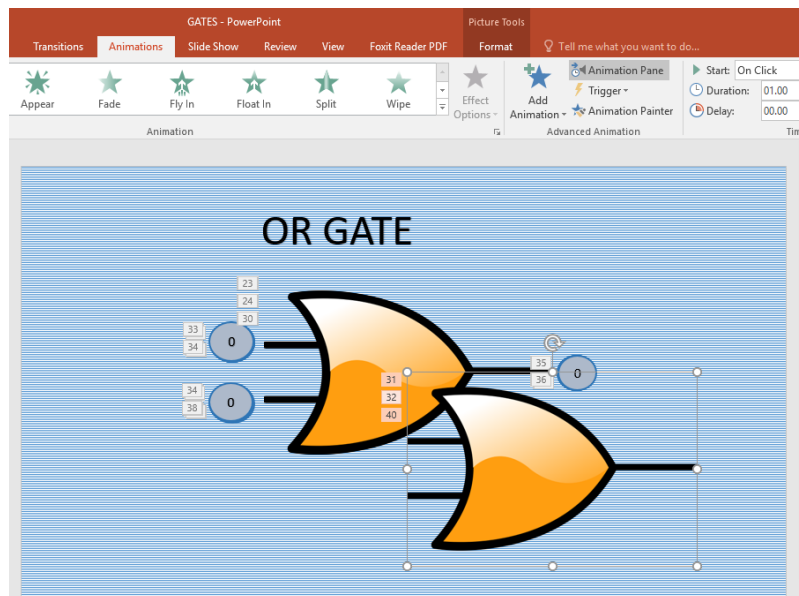 GATES - PowerPoint
Picture Tools
Transitions Animations Slide Show Review View Foxit Reader PDF Format Tell me what you want to do...
Appear Fade Fly In Float In Split Wipe Effect Options Add Animation
Animation Pane
Trigger
Animation Painter
Start: On Click
Duration: 01.00
Delay: 00.00
Animation Advanced Animation Tim
OR GATE
23
24
30
33
34
0
35
36
0
31
32
40
34
38
0